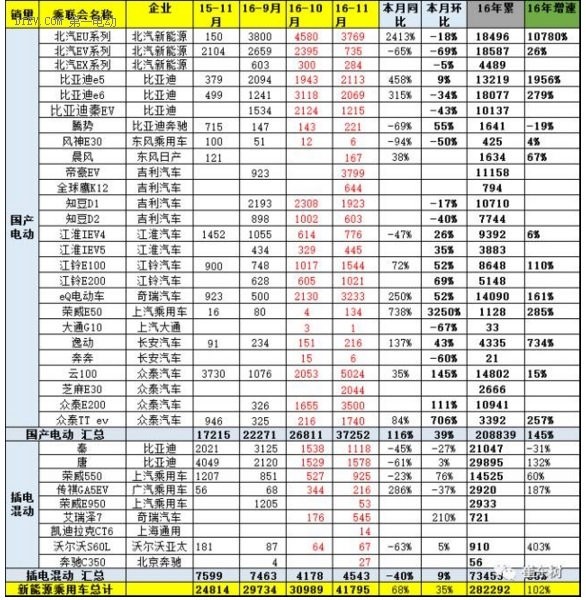 销量 乘联会名称 企业 15-11月 16-9月 16-10月 16-11月 本月同比 本月环比 16年累 16年增速
国产电动
北汽EU系列 北汽新能源 150 3800 4580 3769 2413% -18% 18496 10780%
北汽EV系列 北汽新能源 2104 2659 2395 735 -65% -69% 18587 26%
北汽EX系列 北汽新能源 603 300 284 -5% 4489
比亚迪e5 比亚迪 379 2094 1943 2113 458% 9% 13219 1956%
比亚迪e6 比亚迪 499 1241 3118 2069 315% -34% 18077 279%
比亚迪秦EV 比亚迪 1534 2124 1215 -43% 10137
腾势 比亚迪奔驰 715 147 143 221 -69% 55% 1641 -19%
风神E30 东风乘用车 100 51 12 6 -94% -50% 425 4%
晨风 东风日产 121 167 38% 1634 67%
帝豪EV 吉利汽车 923 3799 11158
全球鹰K12 吉利汽车 644 794
知豆D1 吉利汽车 2193 2308 1923 -17% 10710
知豆D2 吉利汽车 898 1002 603 -40% 7744
江淮IEV4 江淮汽车 1452 1055 614 776 -47% 26% 9392 6%
江淮IEV5 江淮汽车 434 329 445 35% 3883
江铃E100 江铃汽车 900 748 1017 1544 72% 52% 8648 110%
江铃E200 江铃汽车 628 605 1021 69% 5148
eQ电动车 奇瑞汽车 923 500 2130 3233 250% 52% 14090 161%
荣威E50 上汽乘用车 16 80 4 134 738% 3250% 1128 285%
大通G10 上汽大通 3 1 -67% 33
逸动 长安汽车 91 234 151 216 137% 43% 4335 734%
奔奔 长安汽车 15 6 -60% 21
云100 众泰汽车 3730 1076 2053 5024 35% 145% 14802 15%
芝麻E30 众泰汽车 2044 2666
众泰E200 众泰汽车 326 1655 3500 111% 10941
众泰TT ev 众泰汽车 946 325 216 1740 84% 706% 3392 257%
国产电动 汇总 17215 22271 26811 37252 116% 39% 208839 145%
插电混动
秦 比亚迪 2021 3125 1538 1118 -45% -27% 21047 -31%
唐 比亚迪 4049 2120 1529 1578 -61% 3% 29895 132%
荣威550 上汽乘用车 1207 851 527 925 -23% 76% 14525 60%
传祺GA5EV 广汽乘用车 56 68 344 216 286% -37% 2920 187%
荣威E950 上汽乘用车 1205 53 2933
艾瑞泽7 奇瑞汽车 176 545 210% 721
凯迪拉克CT6 上海通用 14
沃尔沃S60L 沃尔沃亚太 181 87 64 67 -63% 5% 910 403%
奔驰C350 北京奔驰 4 27 56
插电混动 汇总 7599 7463 4178 4543 -40% 9%
新能源乘用车总计 24814 29734 30989 41795 68% 35% 282292 102%
崔东树